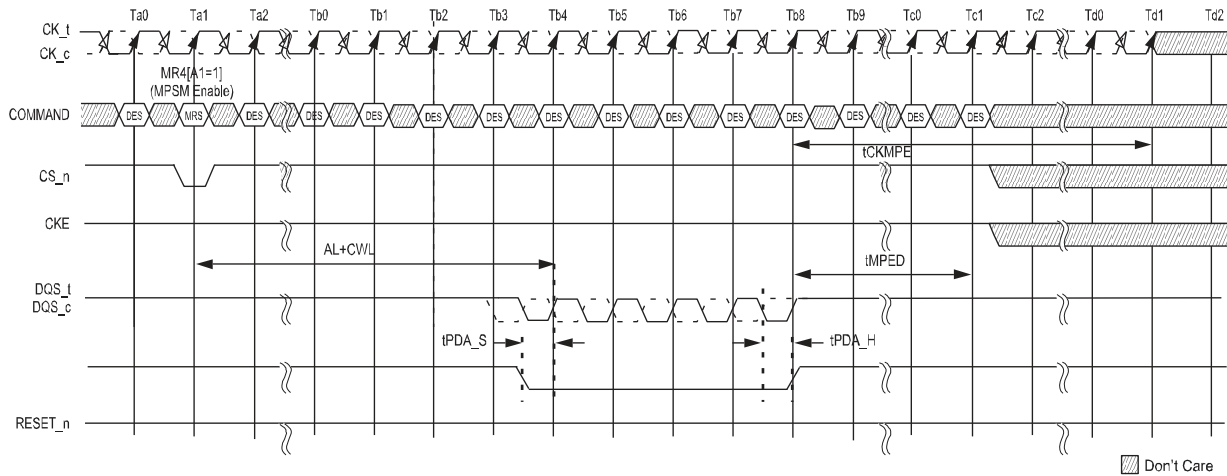 Ta0 Ta1 Ta2 Tb0 Tb1 Tb2 Tb3 Tb4 Tb5 Tb6 Tb7 Tb8 Tb9 Tc0 Tc1 Tc2 Td0 Td1 Td2
CK_t
CK_c
MR4[A1=1]
(MPSM Enable)
COMMAND DES MRS DES DES DES DES DES DES DES DES DES DES DES DES DES
tCKMPE
CS_n
CKE
AL+CWL
tMPED
DQS_t
DQS_c
tPDA_S tPDA_H
RESET_n
Don't Care